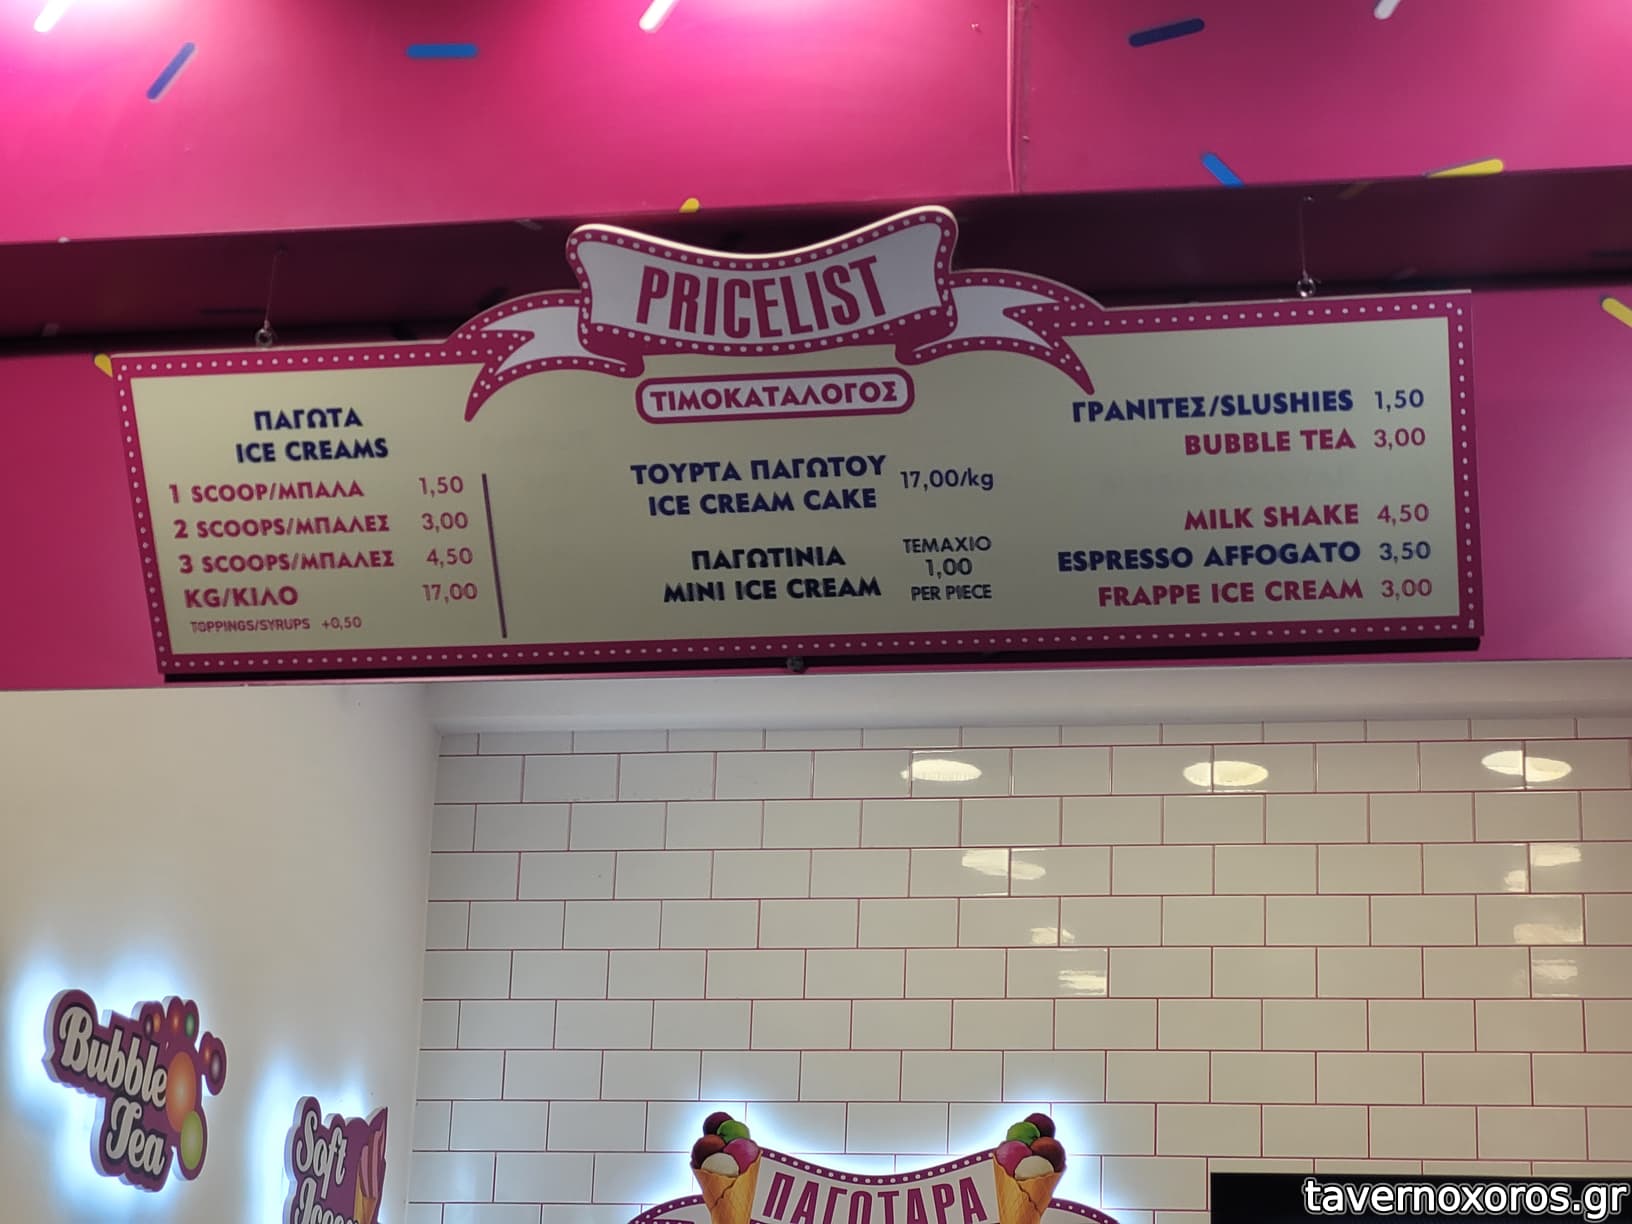 PRICELIST
ΤΙΜΟΚΑΤΑΛΟΓΟΣ
ΠΑΓΩΤΑ
ICE CREAMS
1 SCOOP/ΜΠΑΛΑ 1,50
2 SCOOPS/ΜΠΑΛΕΣ 3,00
3 SCOOPS/ΜΠΑΛΕΣ 4,50
KG/ΚΙΛΟ 17,00
TOPPINGS/SYRUPS +0,50
ΤΟΥΡΤΑ ΠΑΓΩΤΟΥ
ICE CREAM CAKE 17,00/kg
ΠΑΓΩΤΙΝΙΑ
MINI ICE CREAM
ΤΕΜΑΧΙΟ
1,00
PER PIECE
ΓΡΑΝΙΤΕΣ/SLUSHIES 1,50
BUBBLE TEA 3,00
MILK SHAKE 4,50
ESPRESSO AFFOGATO 3,50
FRAPPE ICE CREAM 3,00
Bubble
Tea
Soft
ΠΑΓΩΤΑΡΑ
tavernoxoros.gr